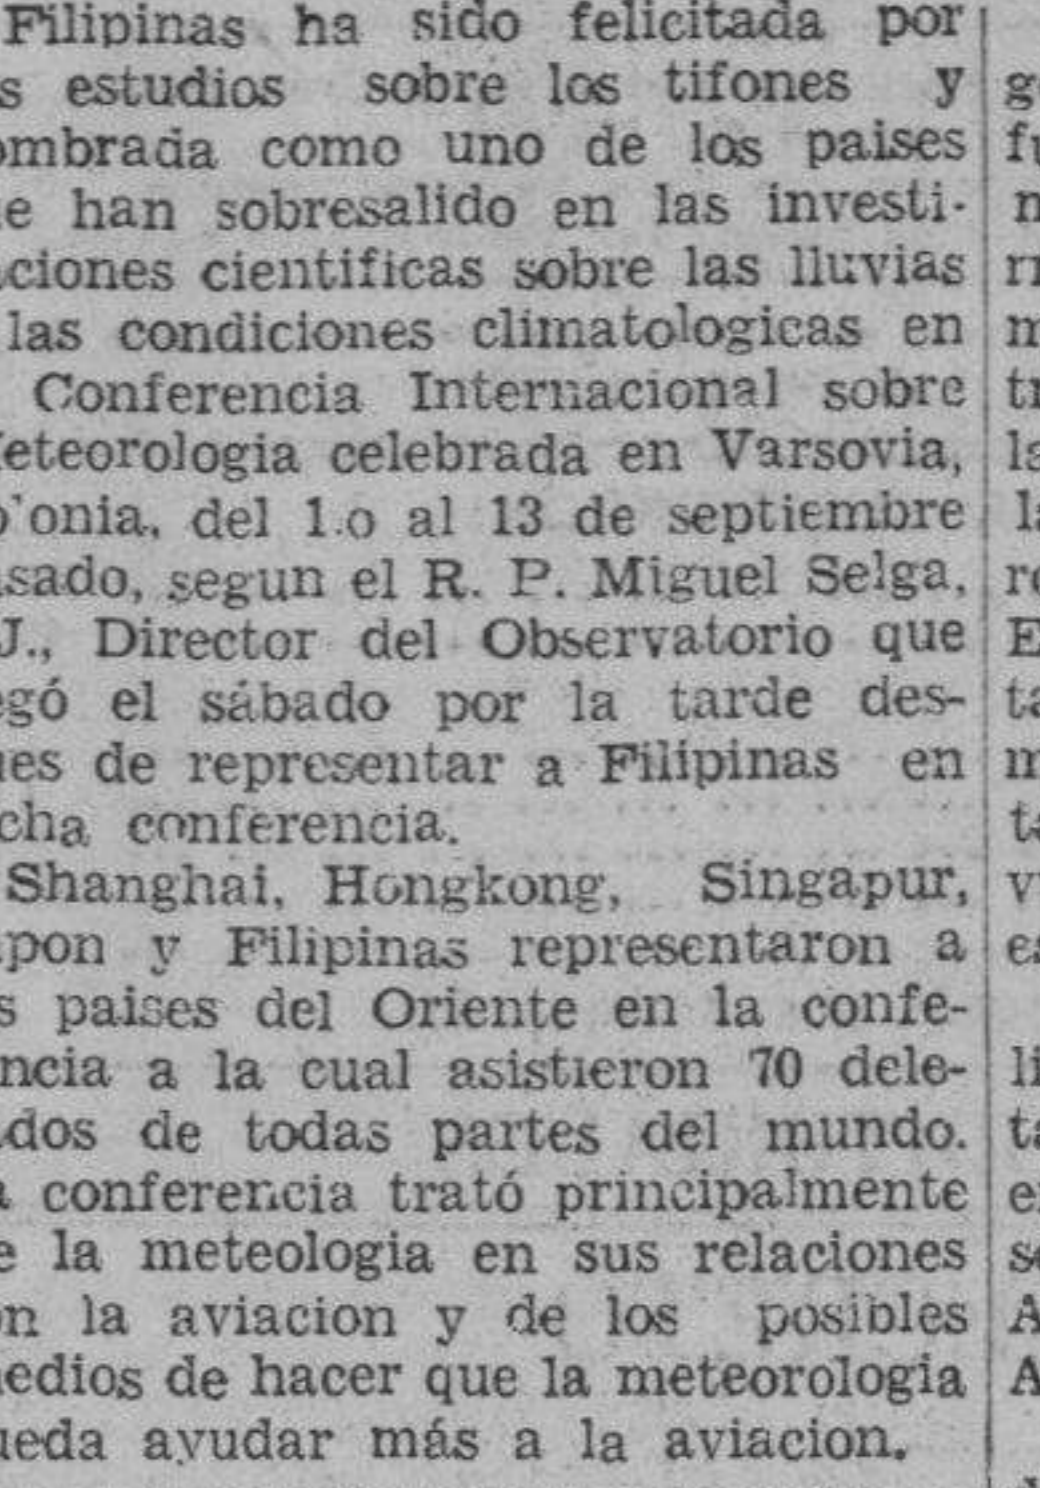 Filipinas ha sido felicitada por
s estudios sobre los tifones y
ombrada como uno de los paises
e han sobresalido en las investi-
ciones cientificas sobre las lluvias
las condiciones climatologicas en
Conferencia Internacional sobre
eteorologia celebrada en Varsovia,
o'onia, del 1.o al 13 de septiembre
sado, segun el R. P. Miguel Selga,
J., Director del Observatorio que
egó el sábado por la tarde des-
es de representar a Filipinas en
cha conferencia.
Shanghai, Hongkong, Singapur,
pon y Filipinas representaron a
s paises del Oriente en la confe-
ncia a la cual asistieron 70 dele-
dos de todas partes del mundo.
a conferencia trató principalmente
e la meteologia en sus relaciones
on la aviacion y de los posibles
edios de hacer que la meteorologia
ueda ayudar más a la aviacion.